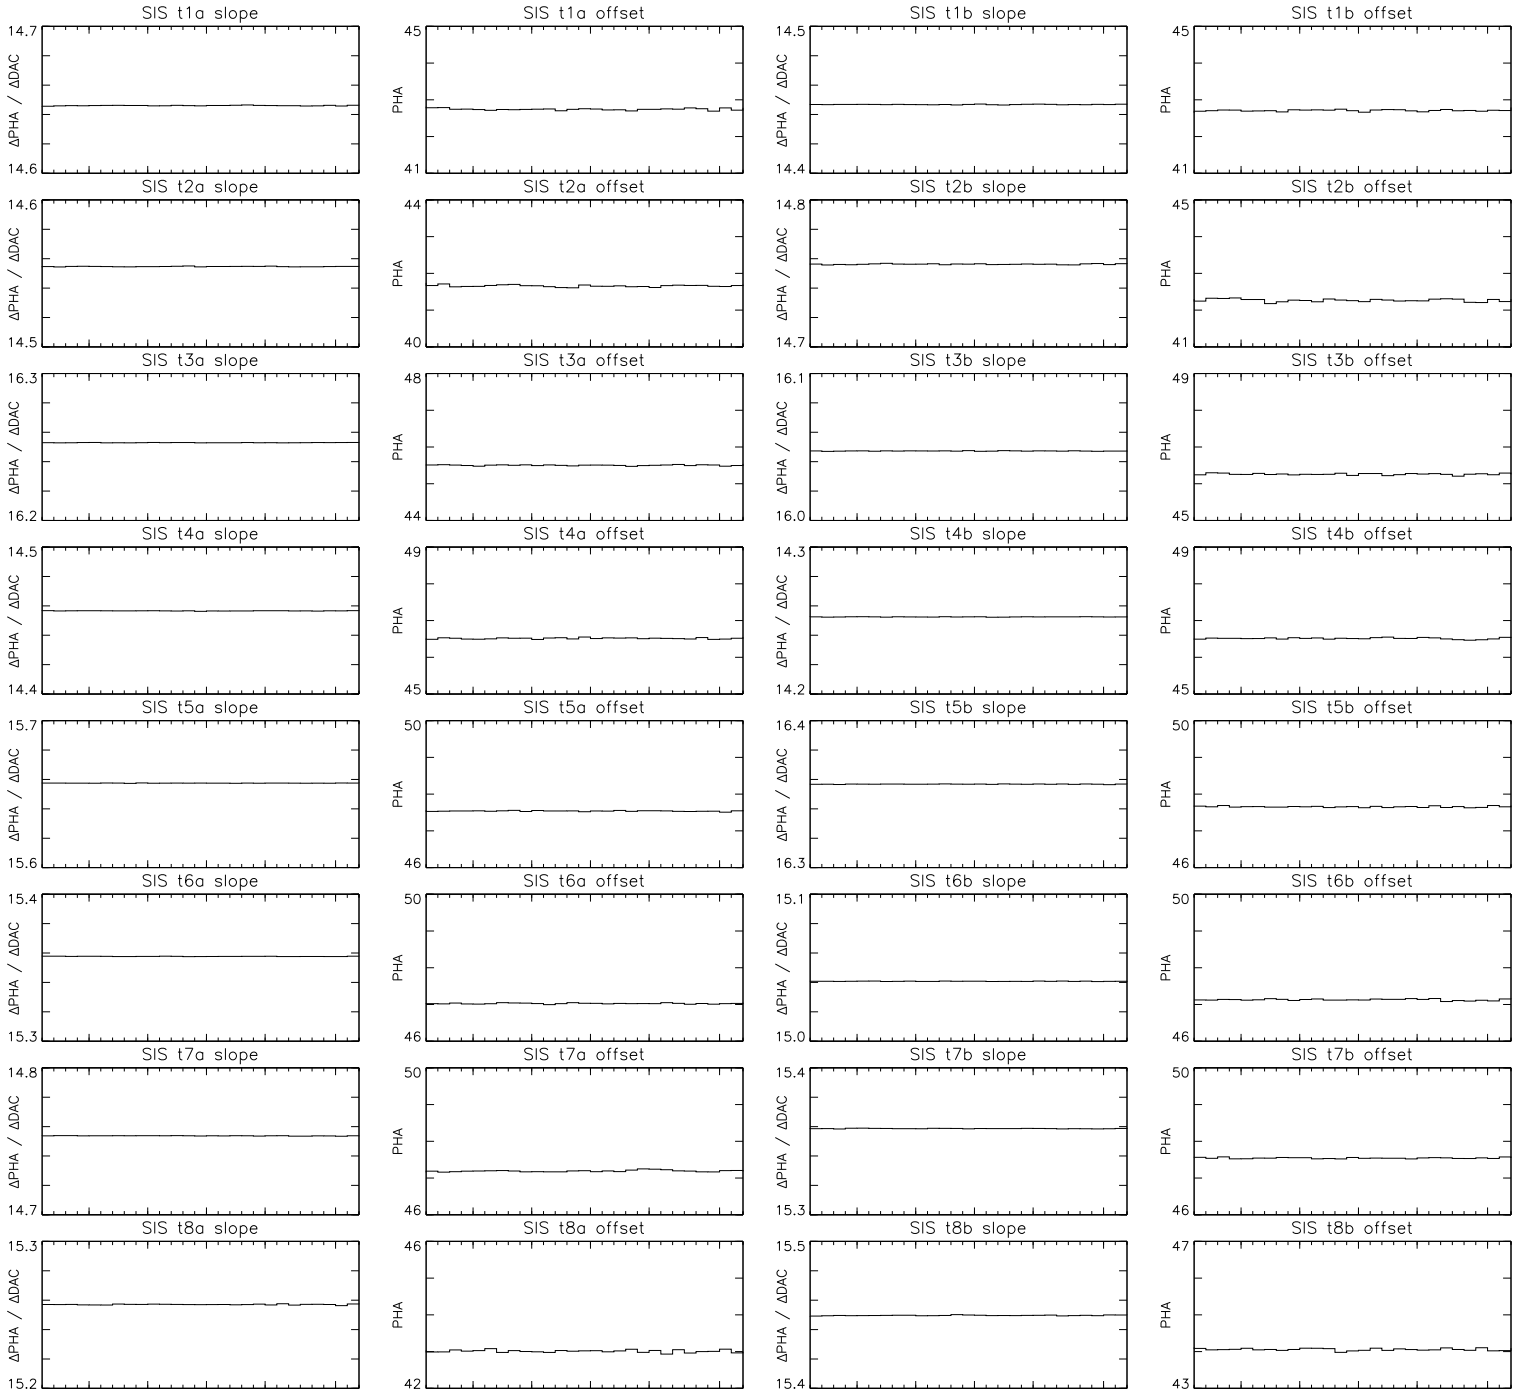 SIS t1a slope SIS t1a offset SIS t1b slope SIS t1b offset
14.7 45 14.5 45
ΔPHA / ΔDAC PHA ΔPHA / ΔDAC PHA
14.6 41 14.4 41
SIS t2a slope SIS t2a offset SIS t2b slope SIS t2b offset
14.6 44 14.8 45
ΔPHA / ΔDAC PHA ΔPHA / ΔDAC PHA
14.5 40 14.7 41
SIS t3a slope SIS t3a offset SIS t3b slope SIS t3b offset
16.3 48 16.1 49
ΔPHA / ΔDAC PHA ΔPHA / ΔDAC PHA
16.2 44 16.0 45
SIS t4a slope SIS t4a offset SIS t4b slope SIS t4b offset
14.5 49 14.3 49
ΔPHA / ΔDAC PHA ΔPHA / ΔDAC PHA
14.4 45 14.2 45
SIS t5a slope SIS t5a offset SIS t5b slope SIS t5b offset
15.7 50 16.4 50
ΔPHA / ΔDAC PHA ΔPHA / ΔDAC PHA
15.6 46 16.3 46
SIS t6a slope SIS t6a offset SIS t6b slope SIS t6b offset
15.4 50 15.1 50
ΔPHA / ΔDAC PHA ΔPHA / ΔDAC PHA
15.3 46 15.0 46
SIS t7a slope SIS t7a offset SIS t7b slope SIS t7b offset
14.8 50 15.4 50
ΔPHA / ΔDAC PHA ΔPHA / ΔDAC PHA
14.7 46 15.3 46
SIS t8a slope SIS t8a offset SIS t8b slope SIS t8b offset
15.3 46 15.5 47
ΔPHA / ΔDAC PHA ΔPHA / ΔDAC PHA
15.2 42 15.4 43